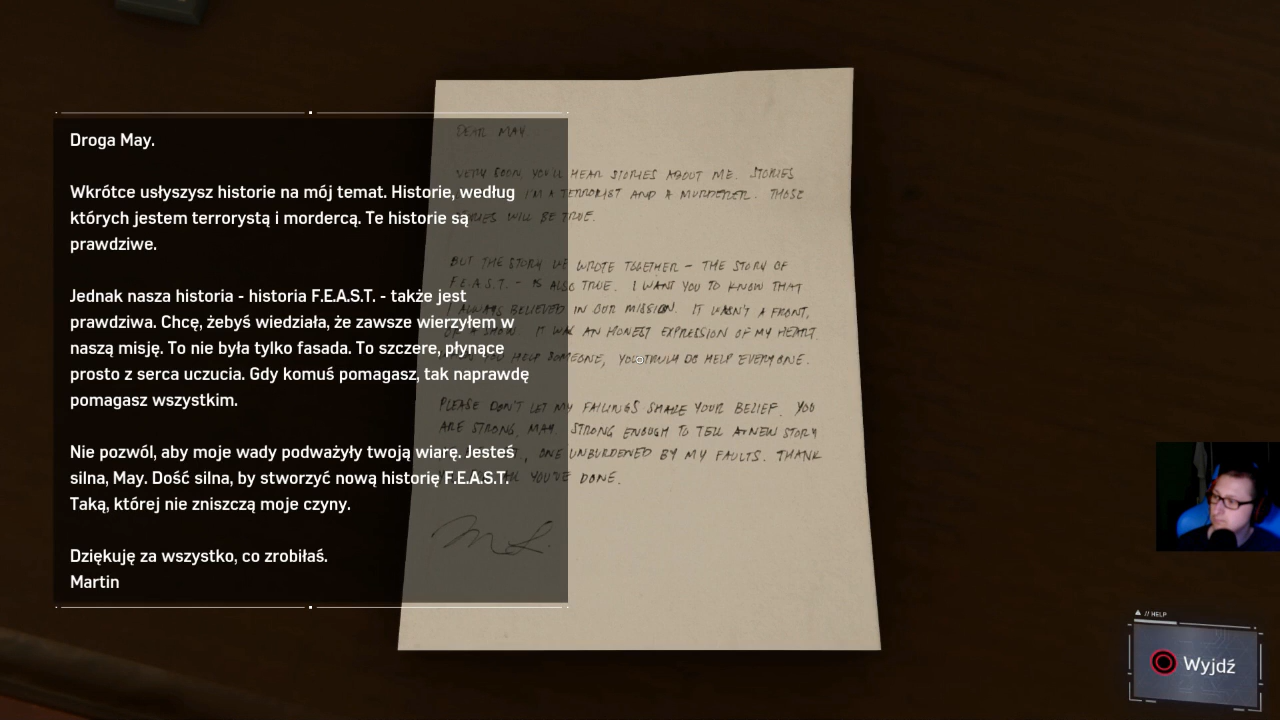 Droga May.
Wkrótce usłyszysz historie na mój temat. Historie, według
których jestem terrorystą i mordercą. Te historie są
prawdziwe.
Jednak nasza historia - historia F.E.A.S.T. - także jest
prawdziwa. Chcę, żebyś wiedziała, że zawsze wierzyłem w
naszą misję. To nie była tylko fasada. To szczere, płynące
prosto z serca uczucia. Gdy komuś pomagasz, tak naprawdę
pomagasz wszystkim.
Nie pozwól, aby moje wady podważyły twoją wiarę. Jesteś
silna, May. Dość silna, by stworzyć nową historię F.E.A.S.T.
Taką, której nie zniszczą moje czyny.
Dziękuję za wszystko, co zrobiłaś.
Martin
DEAR MAY.
VERY SOON YOU'LL HEAR STORIES ABOUT ME. STORIES
I'M A TERRORIST AND A MURDERER. THOSE
WILL BE TRUE.
BUT THE STORY WE WROTE TOGETHER - THE STORY OF
F.E.A.S.T. - IS ALSO TRUE. I WANT YOU TO KNOW THAT
I ALWAYS BELIEVED IN OUR MISSION. IT WASN'T A FRONT,
OR A SHOW. IT WAS AN HONEST EXPRESSION OF MY HEART.
YOU HELP SOMEONE, YOU TRULY DO HELP EVERYONE.
PLEASE DON'T LET MY FAILINGS SHAKE YOUR BELIEF. YOU
ARE STRONG, MAY. STRONG ENOUGH TO TELL A NEW STORY
ONE UNBURDENED BY MY FAULTS. THANK
YOU'VE DONE.
// HELP
Wyjdź